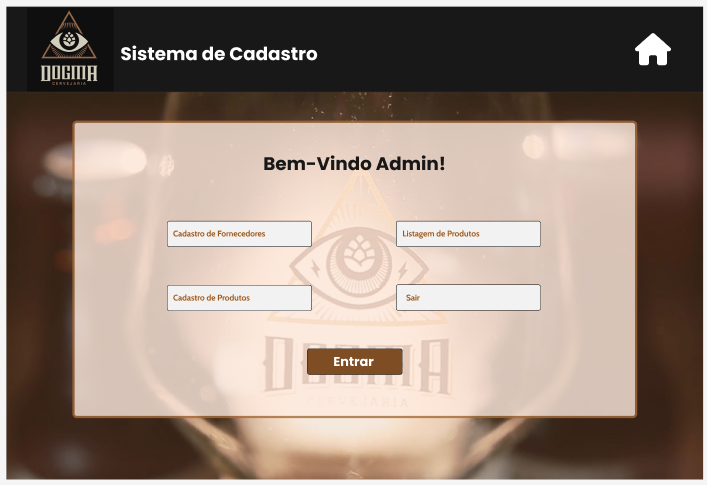 DOGMA
CERVEJARIA
Sistema de Cadastro
Bem-Vindo Admin!
Cadastro de Fornecedores
Listagem de Produtos
Cadastro de Produtos
Sair
Entrar
DOGMA
CERVEJARIA